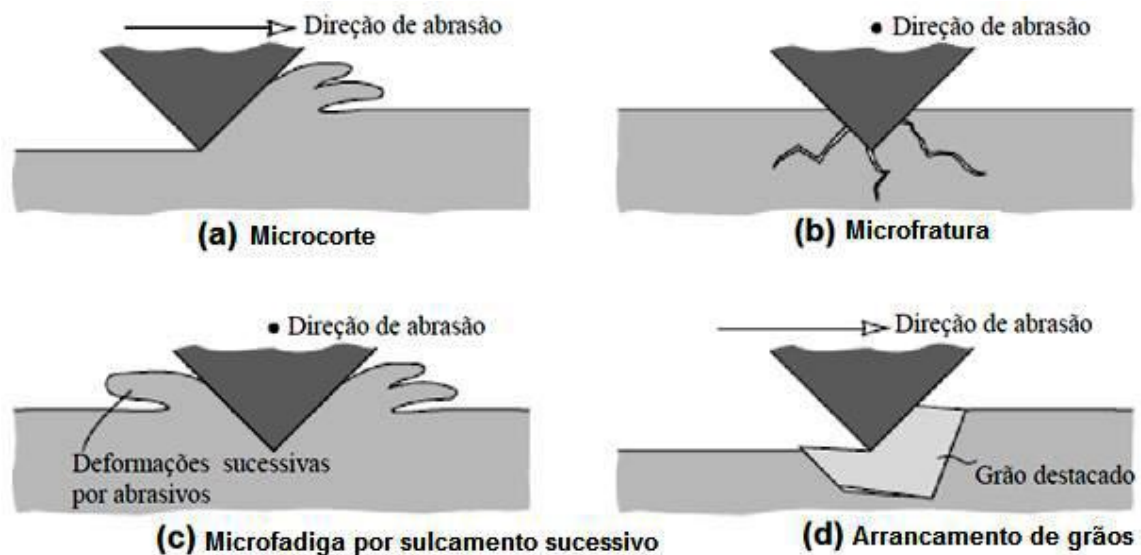 Direção de abrasão
(a) Microcorte
Direção de abrasão
(b) Microfratura
Direção de abrasão
Deformações sucessivas
por abrasivos
(c) Microfadiga por sulcamento sucessivo
Direção de abrasão
Grão destacado
(d) Arrancamento de grãos